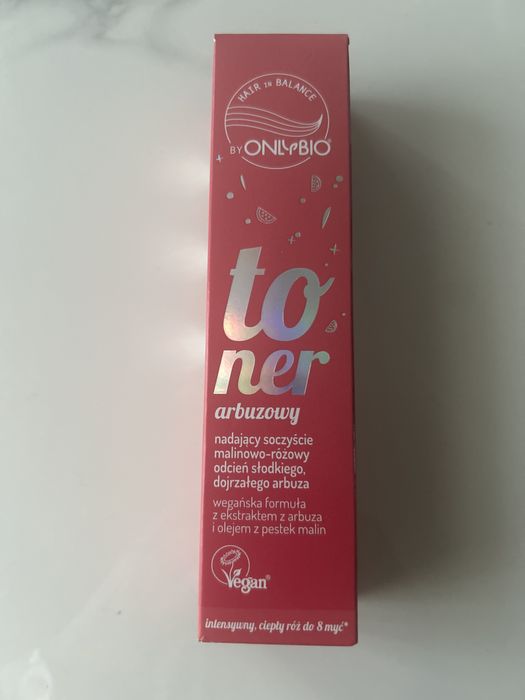 HAIR IN BALANCE
BY ONLYBIO®
to
ner
arbuzowy
nadający soczyście
malinowo-różowy
odcień słodkiego,
dojrzałego arbuza
wegańska formuła
z ekstraktem z arbuza
i olejem z pestek malin
Vegan®
intensywny, ciepły róż do 8 myć*